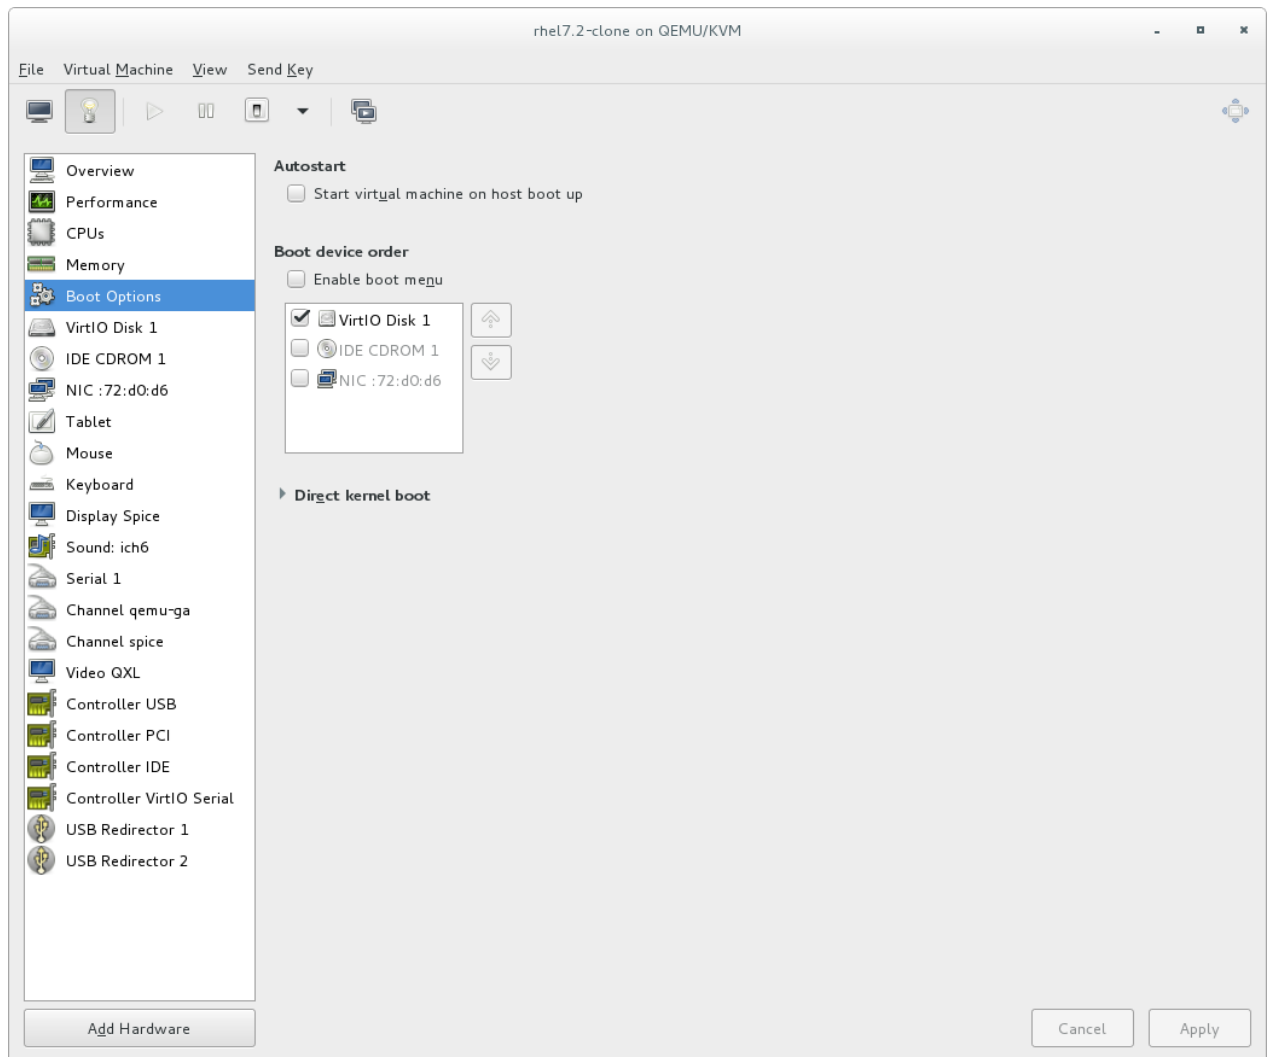 rhel7.2-clone on QEMU/KVM
File Virtual Machine View Send Key
Overview
Performance
CPUs
Memory
Boot Options
VirtIO Disk 1
IDE CDROM 1
NIC :72:d0:d6
Tablet
Mouse
Keyboard
Display Spice
Sound: ich6
Serial 1
Channel qemu-ga
Channel spice
Video QXL
Controller USB
Controller PCI
Controller IDE
Controller VirtIO Serial
USB Redirector 1
USB Redirector 2
Add Hardware
Autostart
Start virtual machine on host boot up
Boot device order
Enable boot menu
VirtIO Disk 1
IDE CDROM 1
NIC :72:d0:d6
Direct kernel boot
Cancel
Apply